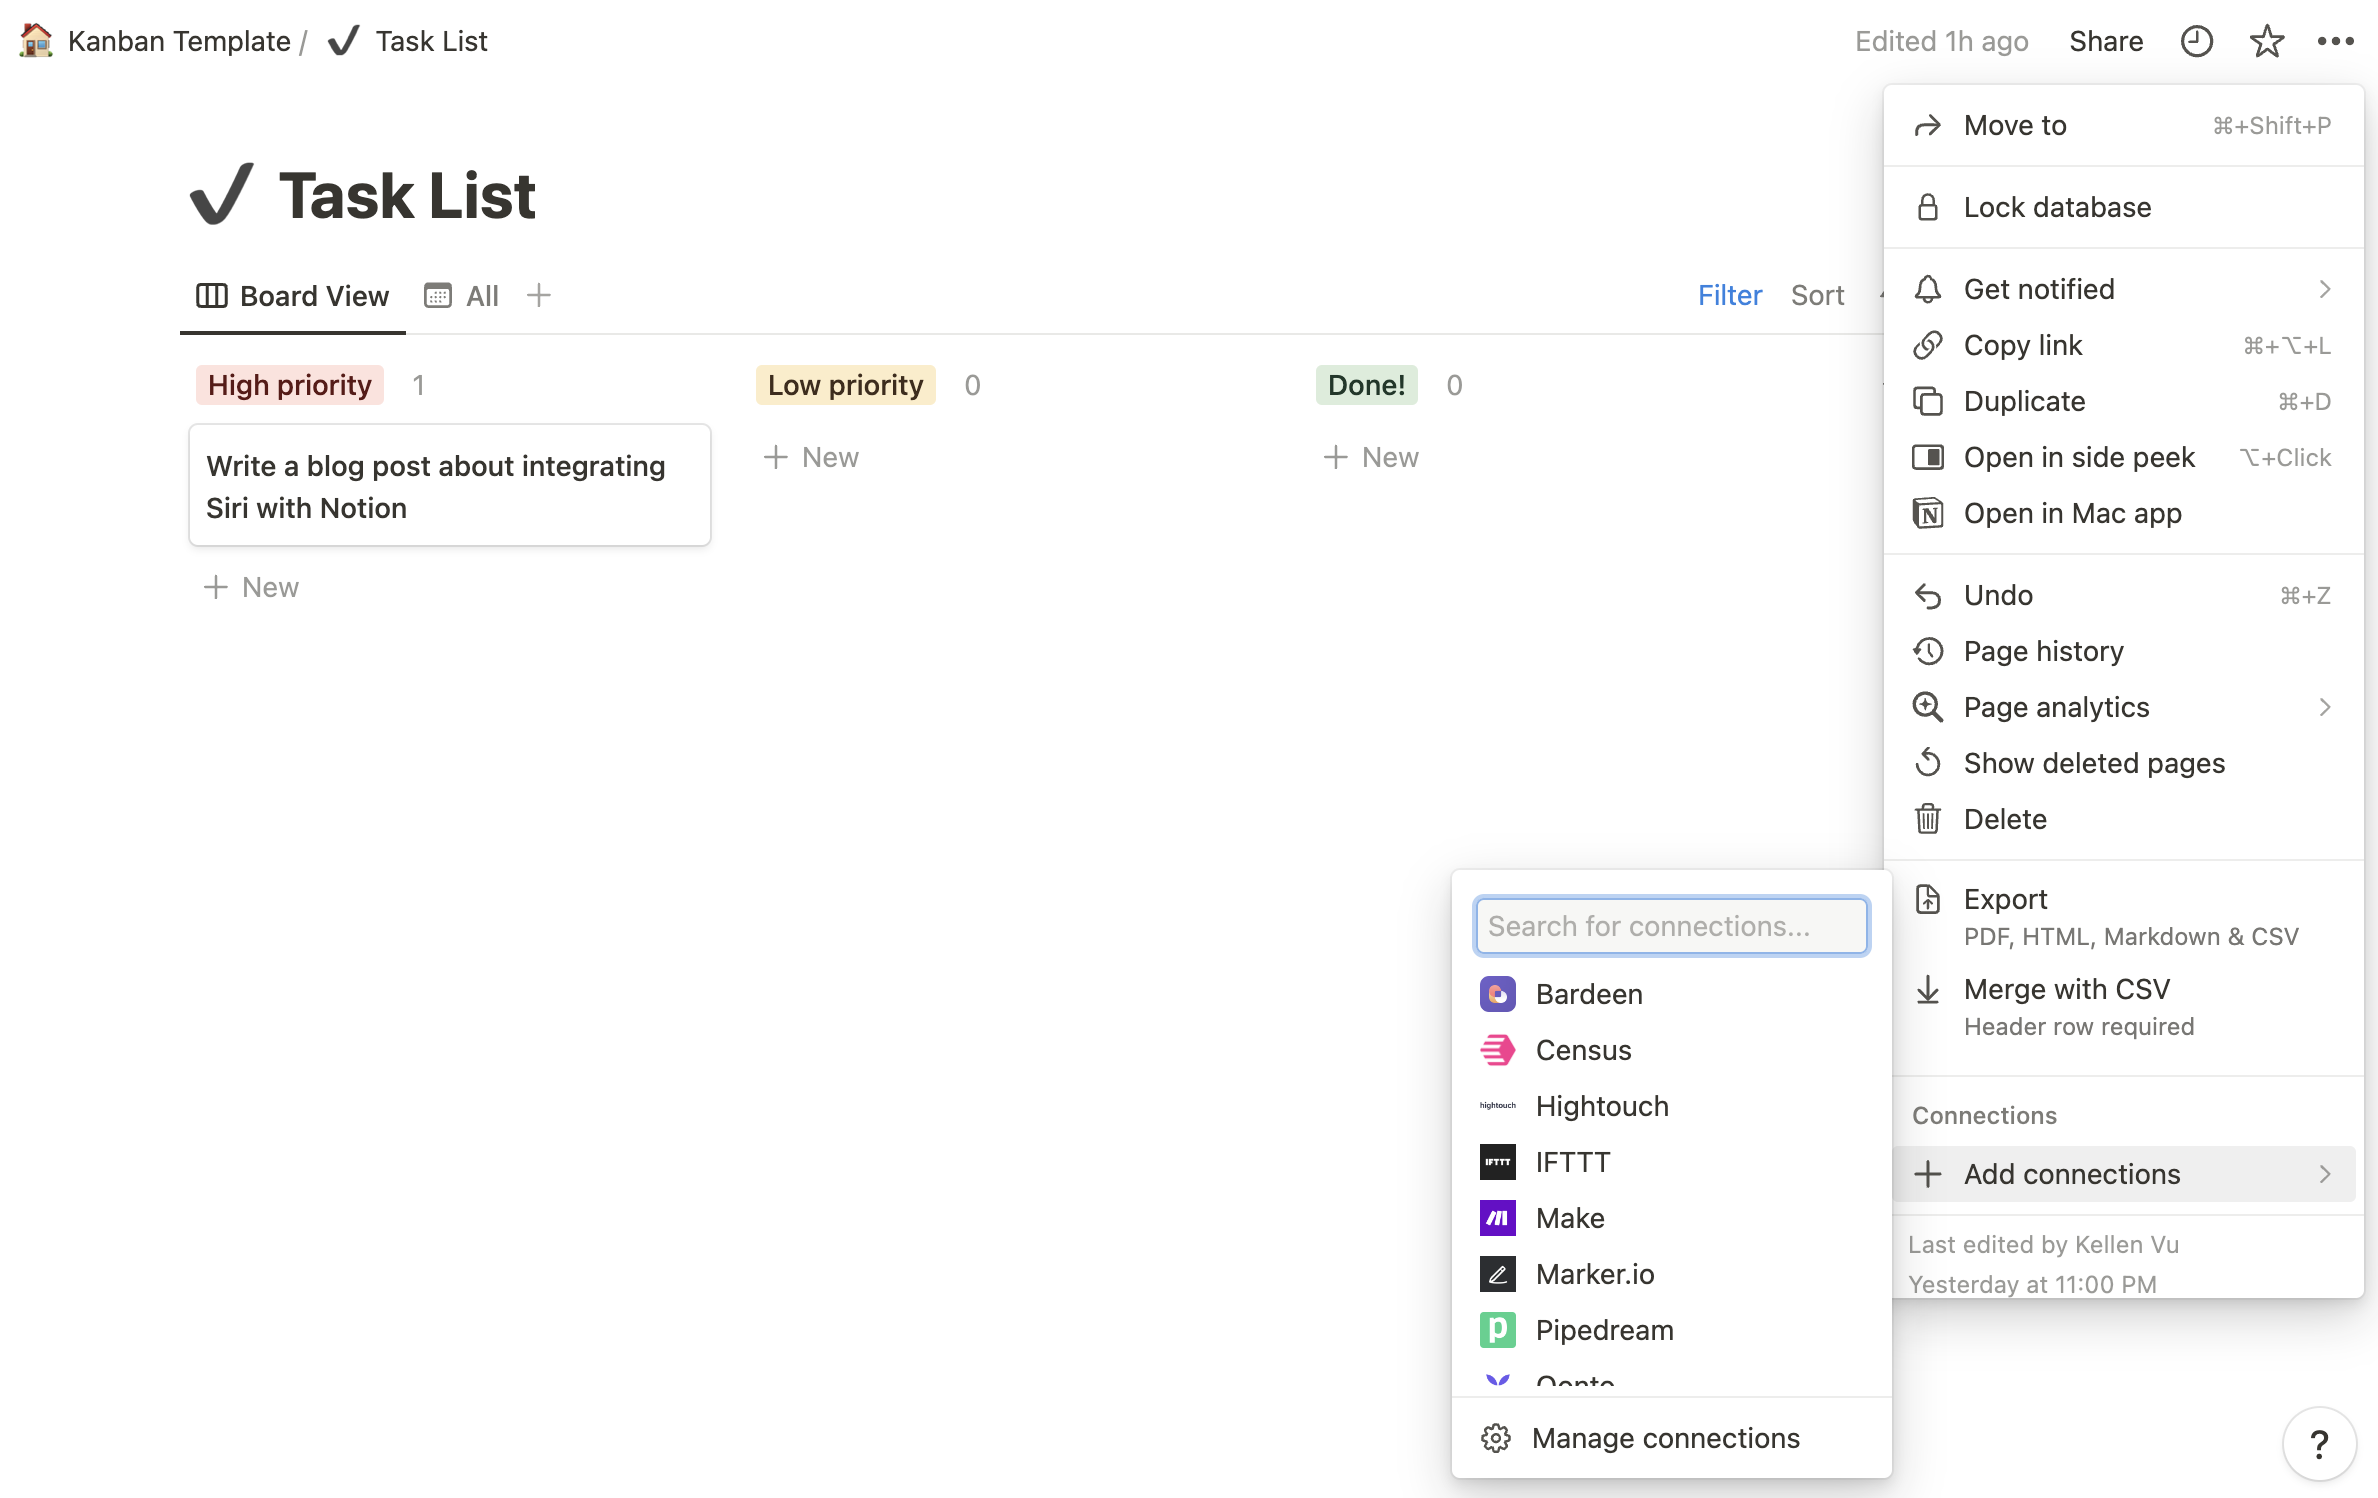 Kanban Template / Task List
Edited 1h ago Share
Task List
Board View All
Filter Sort
High priority 1
Write a blog post about integrating
Siri with Notion
New
Low priority 0
New
Done! 0
New
Move to ⌘+Shift+P
Lock database
Get notified
Copy link ⌘+⌥+L
Duplicate ⌘+D
Open in side peek ⌥+Click
Open in Mac app
Undo ⌘+Z
Page history
Page analytics
Show deleted pages
Delete
Export
PDF, HTML, Markdown & CSV
Merge with CSV
Header row required
Connections
Add connections
Last edited by Kellen Vu
Yesterday at 11:00 PM
Search for connections...
Bardeen
Census
hightouch Hightouch
IFTTT IFTTT
Make
Marker.io
Pipedream
Manage connections
?